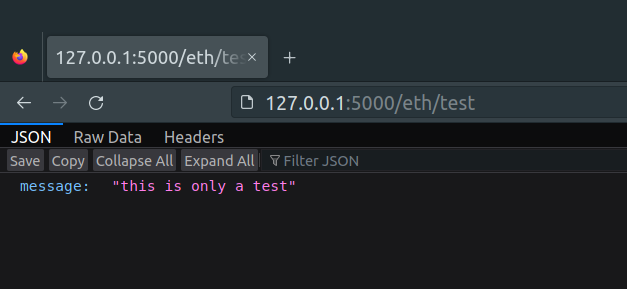 127.0.0.1:5000/eth/tes
127.0.0.1:5000/eth/test
JSON Raw Data Headers
Save Copy Collapse All Expand All Filter JSON
message: "this is only a test"